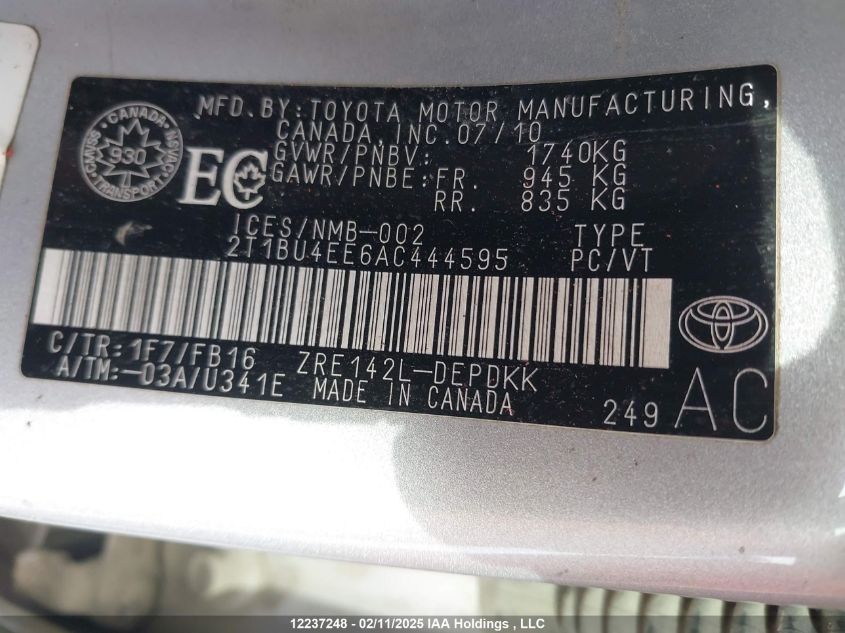 MFD. BY: TOYOTA MOTOR MANUFACTURING,
CANADA, INC. 07/10
GVWR/PNBV: 1740KG
GAWR/PNBE: FR. 945 KG
RR. 835 KG
CANADA
930
TRANSPORT
EC
ICES/NMB-002 TYPE
2T1BU4EE6AC444595 PC/VT
C/TR: 1F7/FB16 ZRE142L-DEPDKK
A/TM: -03A/U341E MADE IN CANADA
249 AC
12237248 - 02/11/2025 IAA Holdings , LLC